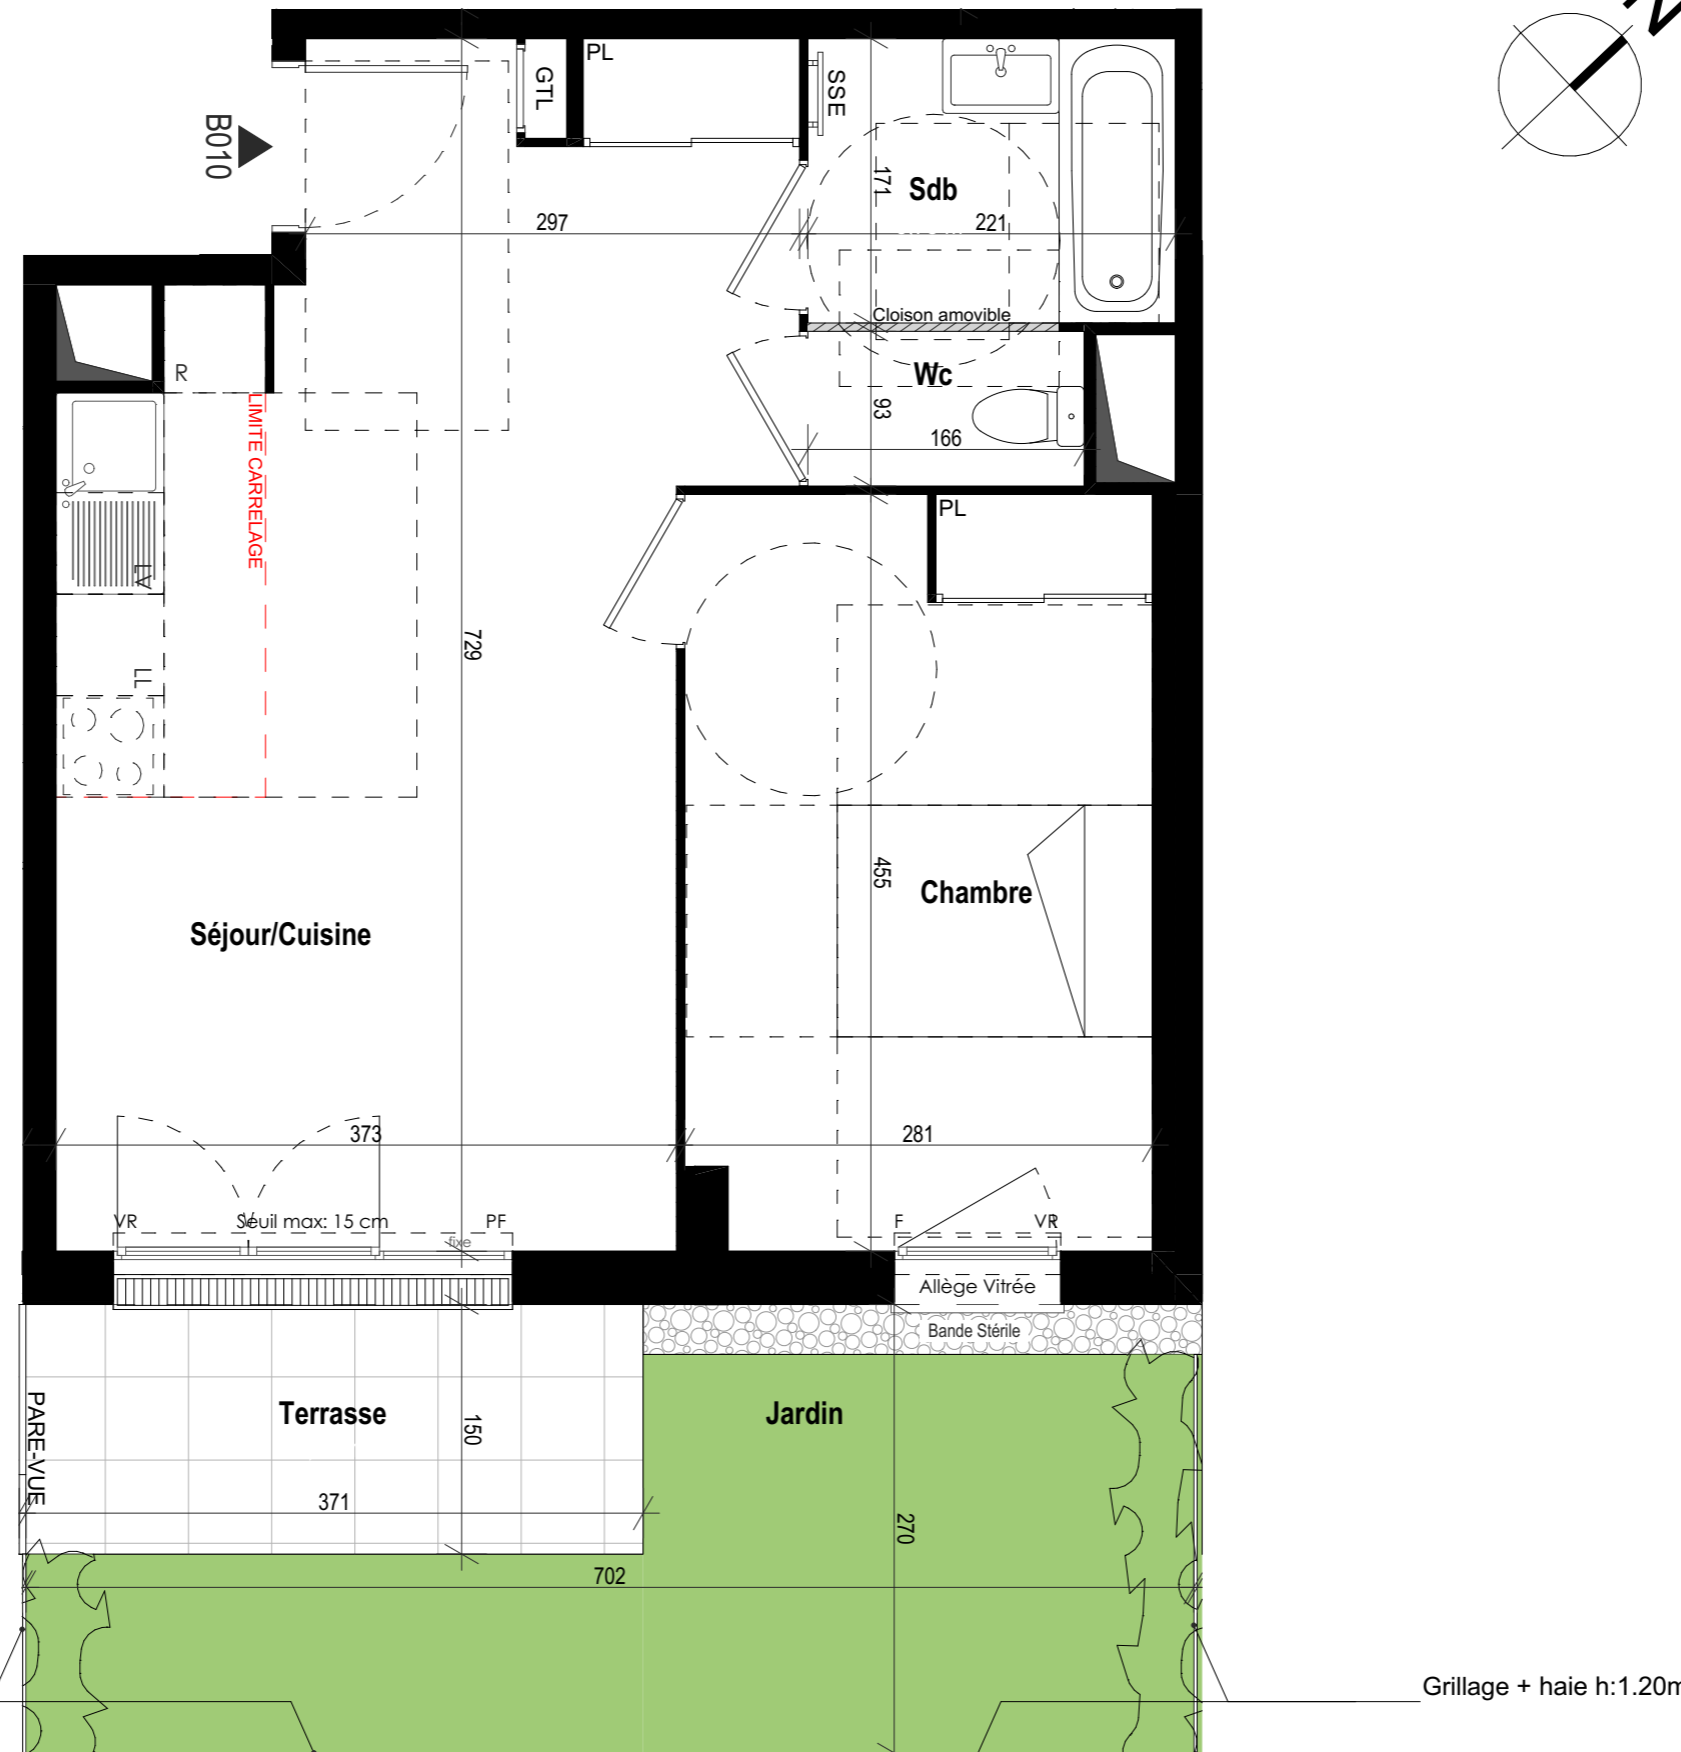 N
PL
GTL
SSE
B010
171
Sdb
297
221
Cloison amovible
R
Wc
93
166
LIMITE CARRELAGE
PL
LV
729
LL
455
Chambre
Séjour/Cuisine
373
281
VR
Seuil max: 15 cm
PF
fixe
F
VR
Allège Vitrée
Bande Stérile
PARE-VUE
Terrasse
150
Jardin
371
270
702
Grillage + haie h:1.20m